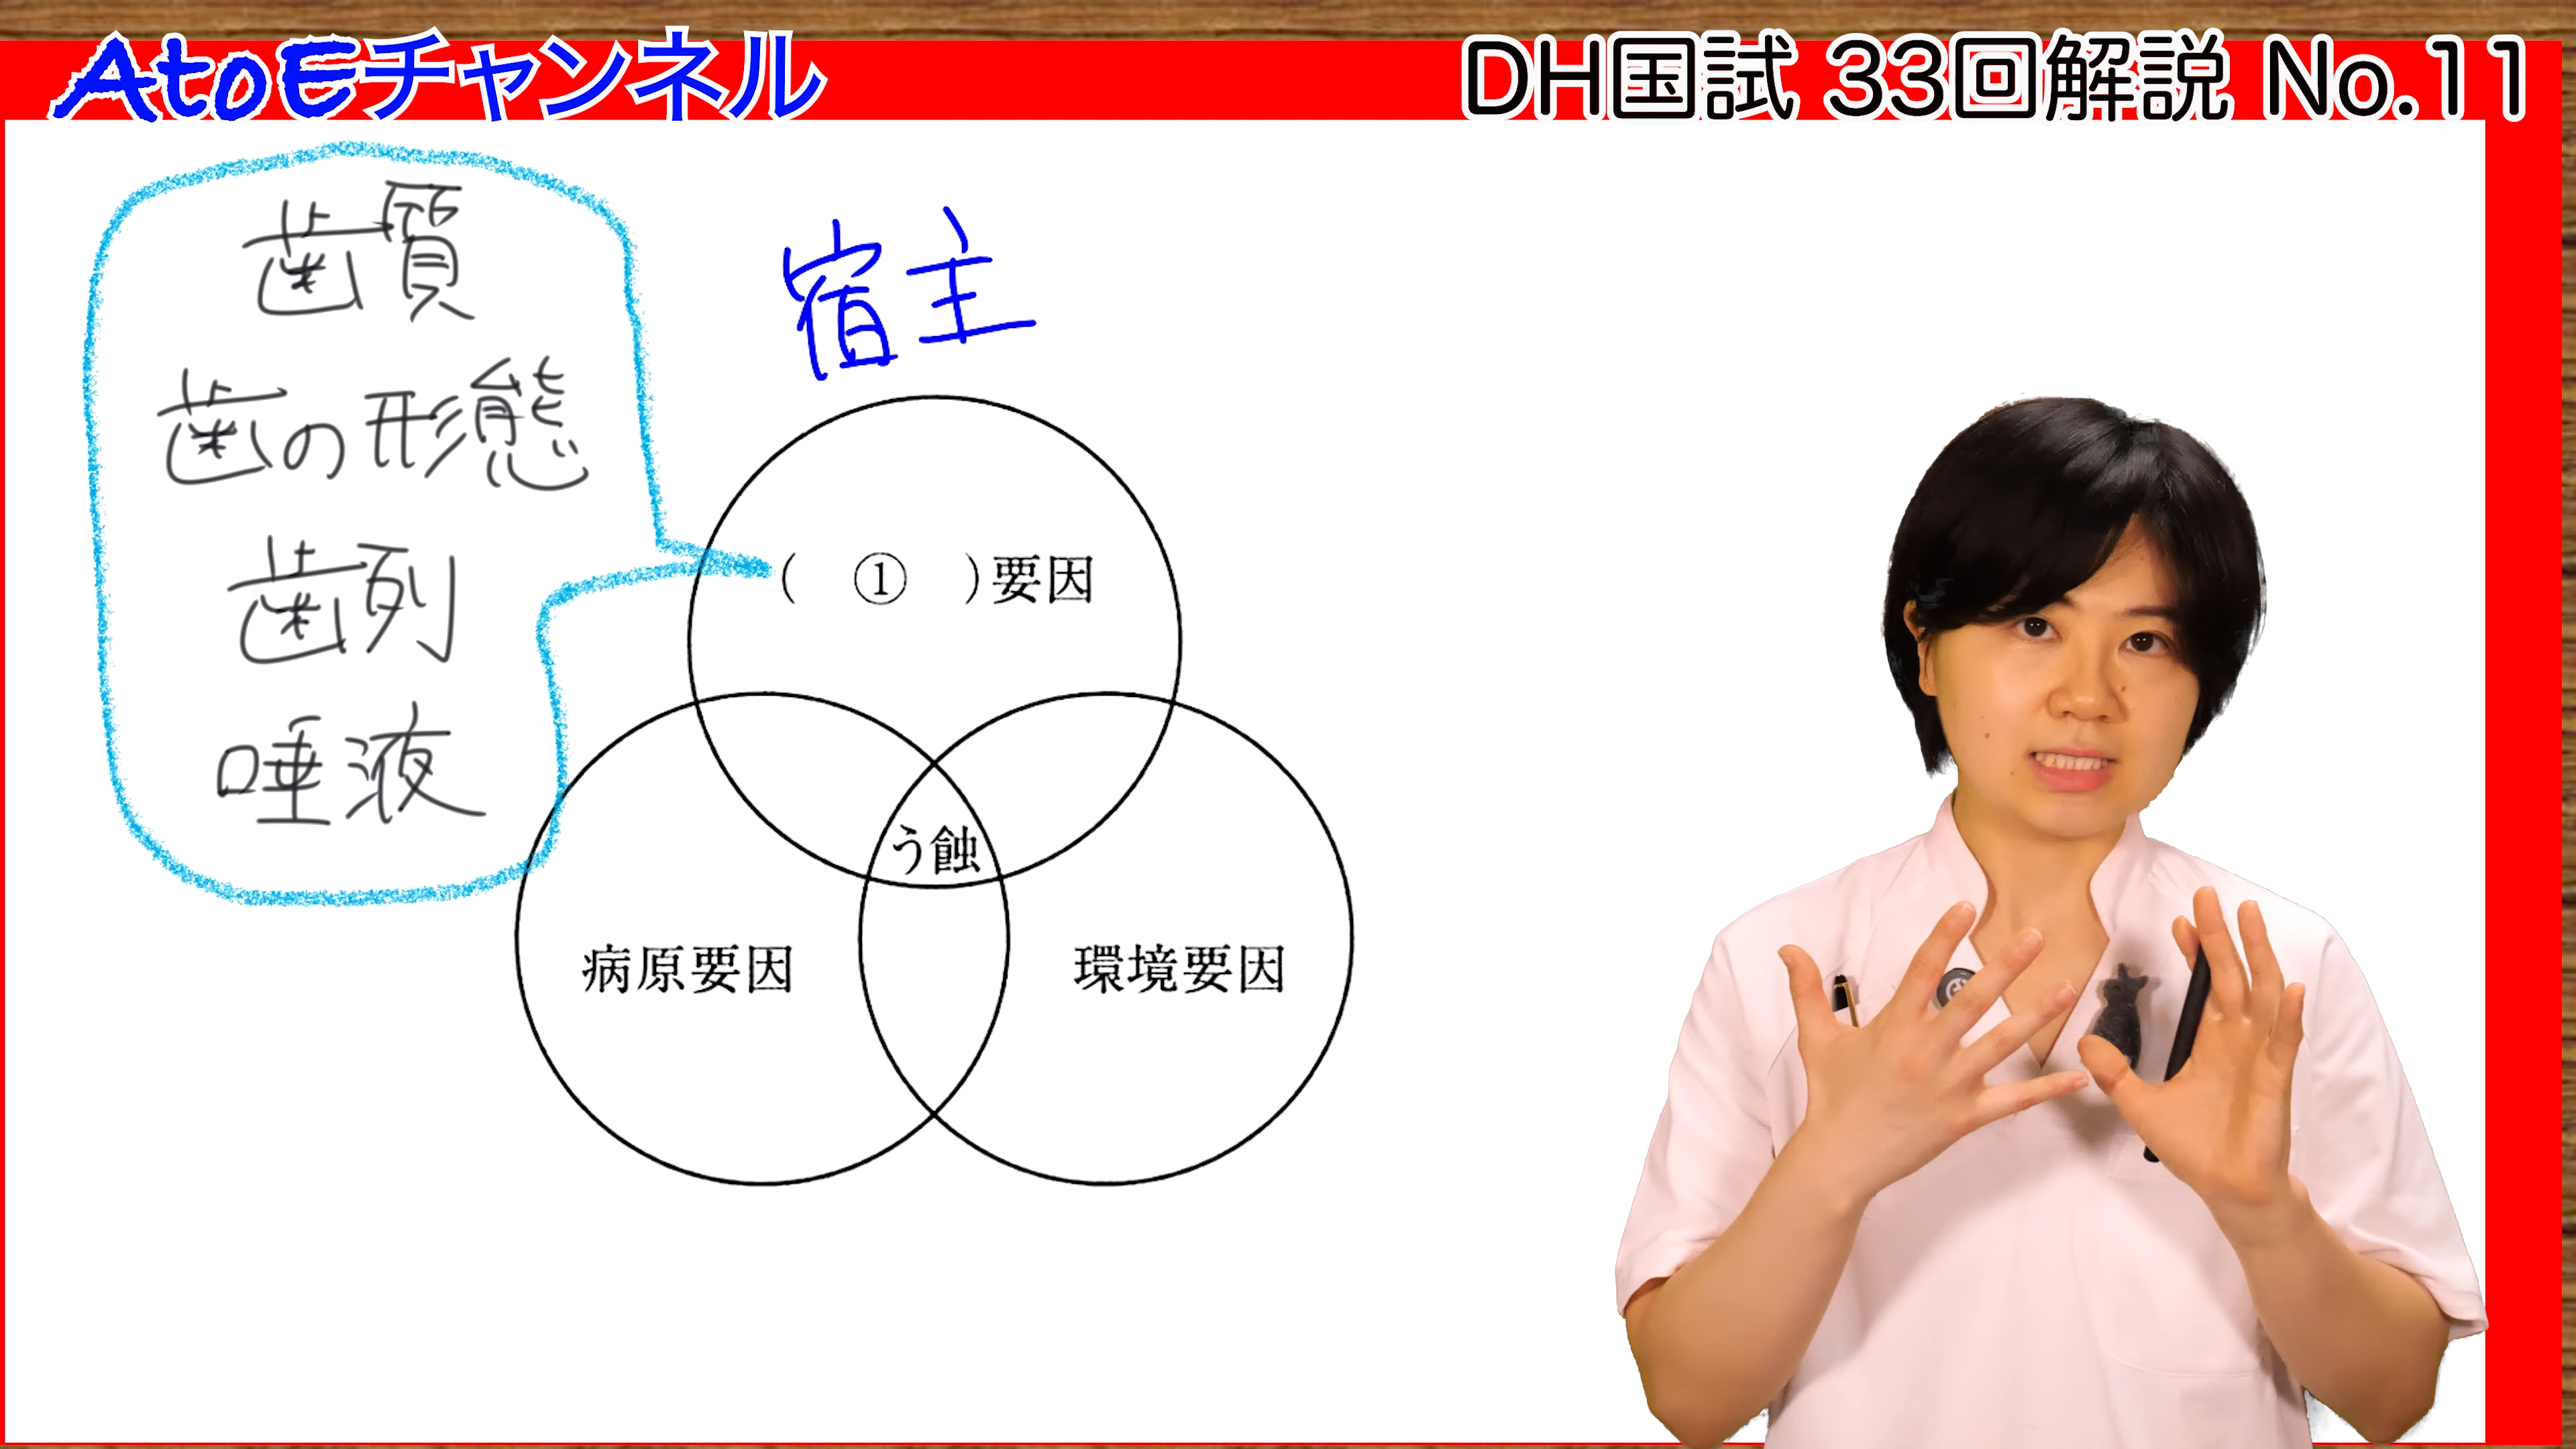 AtoEチャンネル
DH国試 33回解説 No.11
歯質
歯の形態
歯列
唾液
宿主
( ① )要因
う蝕
病原要因
環境要因